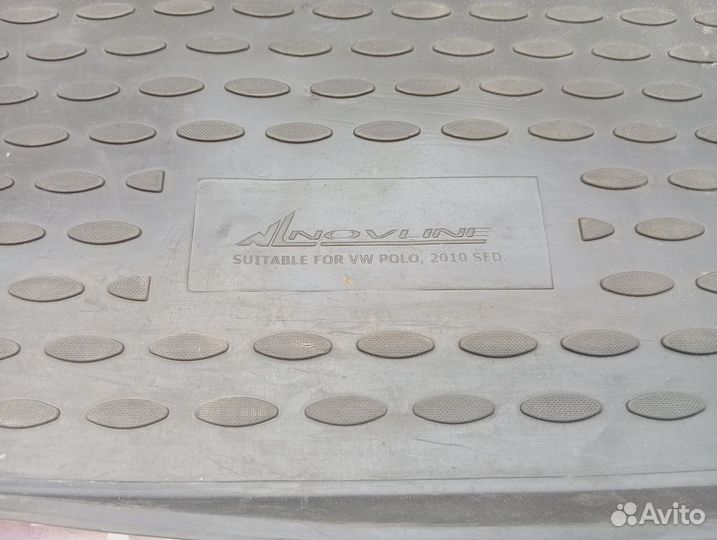 NOVLINE
SUITABLE FOR VW POLO, 2010 SED.
Avito